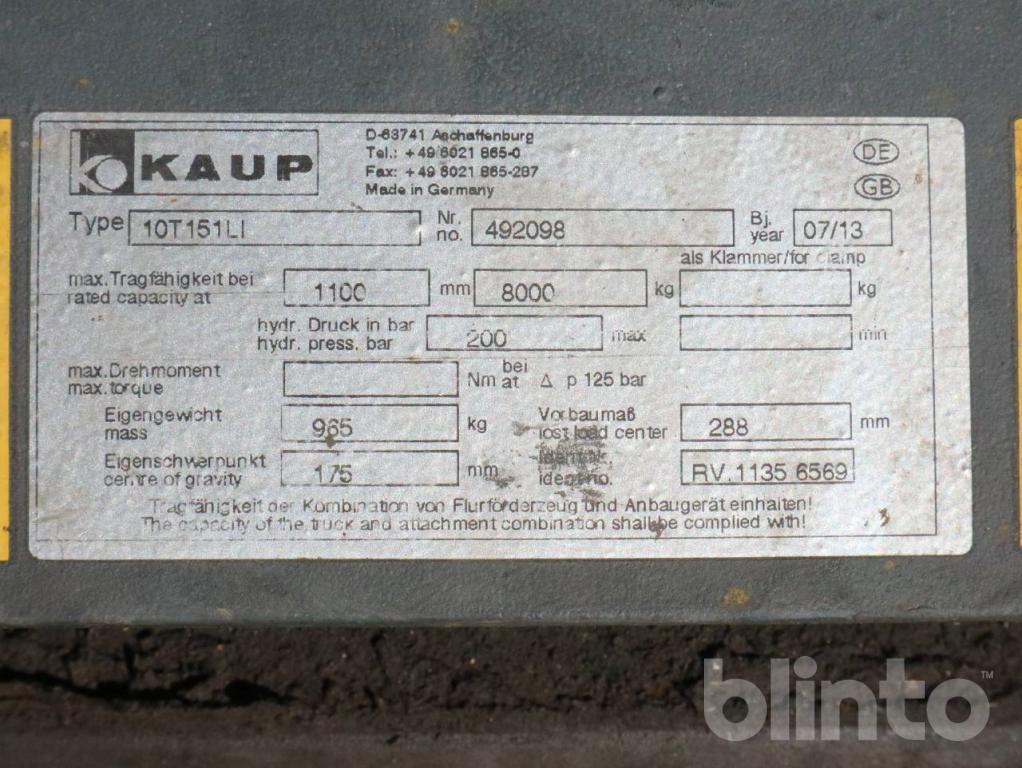 KAUP
D-63741 Aschaffenburg
Tel.: +49 6021 865-0
Fax: +49 6021 865-287
Made in Germany
DE
GB
Type 10T151LI Nr. no. 492098 Bj. year 07/13
als Klammer/for clamp
max. Tragfähigkeit bei
rated capacity at 1100 mm 8000 kg kg
hydr. Druck in bar
hydr. press. bar 200 max min
max. Drehmoment
max. torque Nm bei at Δ p 125 bar
Eigengewicht
mass 965 kg Vorbaumaß
lost load center 288 mm
Eigenschwerpunkt
centre of gravity 175 mm Ident-Nr.
ident-no. RV.1135 6569
Tragfähigkeit der Kombination von Flurförderzeug und Anbaugerät einhalten!
The capacity of the truck and attachment combination shall be complied with!
blinto™